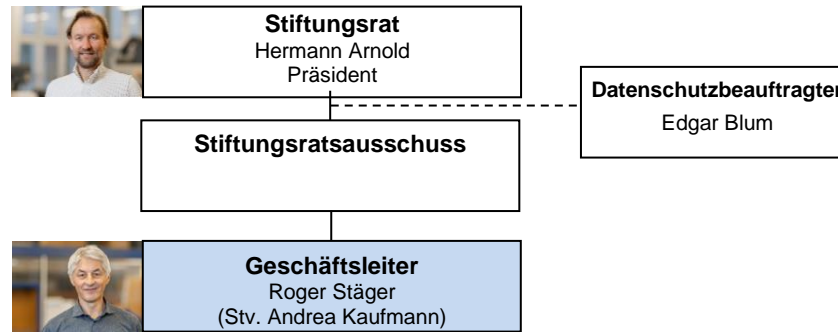 Stiftungsrat
Hermann Arnold
Präsident
Datenschutzbeauftragter
Edgar Blum
Stiftungsratsausschuss
Geschäftsleiter
Roger Stäger
(Stv. Andrea Kaufmann)